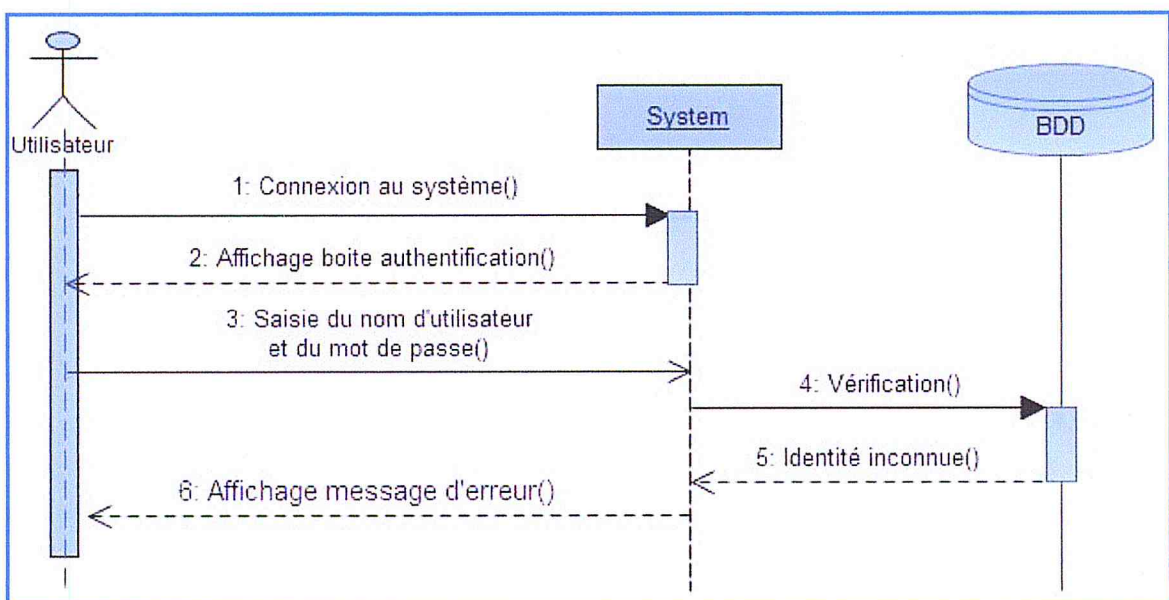 Utilisateur
System
BDD
1: Connexion au système()
2: Affichage boite authentification()
3: Saisie du nom d'utilisateur
et du mot de passe()
4: Vérification()
5: Identité inconnue()
6: Affichage message d'erreur()